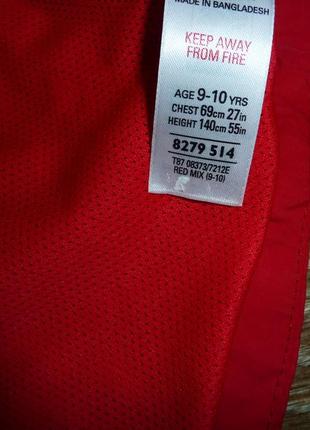 MADE IN BANGLADESH
KEEP AWAY
FROM FIRE
AGE 9-10 YRS
CHEST 69cm 27in
HEIGHT 140cm 55in
8279 514
T87 08373/7212E
RED MIX (9-10)